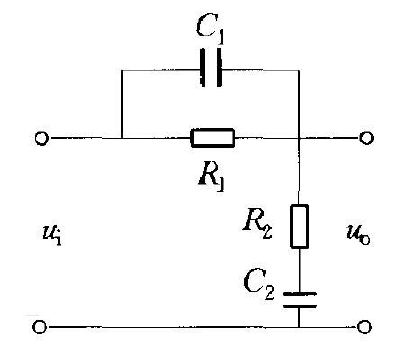 C₁
R₁
uᵢ R₂ uₒ
C₂